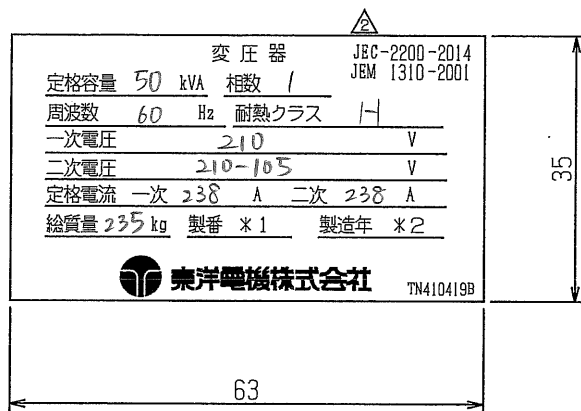 2
変圧器 JEC-2200-2014
JEM 1310-2001
定格容量 50 kVA 相数 1
周波数 60 Hz 耐熱クラス H
一次電圧 210 V
二次電圧 210-105 V
定格電流 一次 238 A 二次 238 A
総質量 235 kg 製番 *1 製造年 *2
東洋電機株式会社 TN410419B
35
63